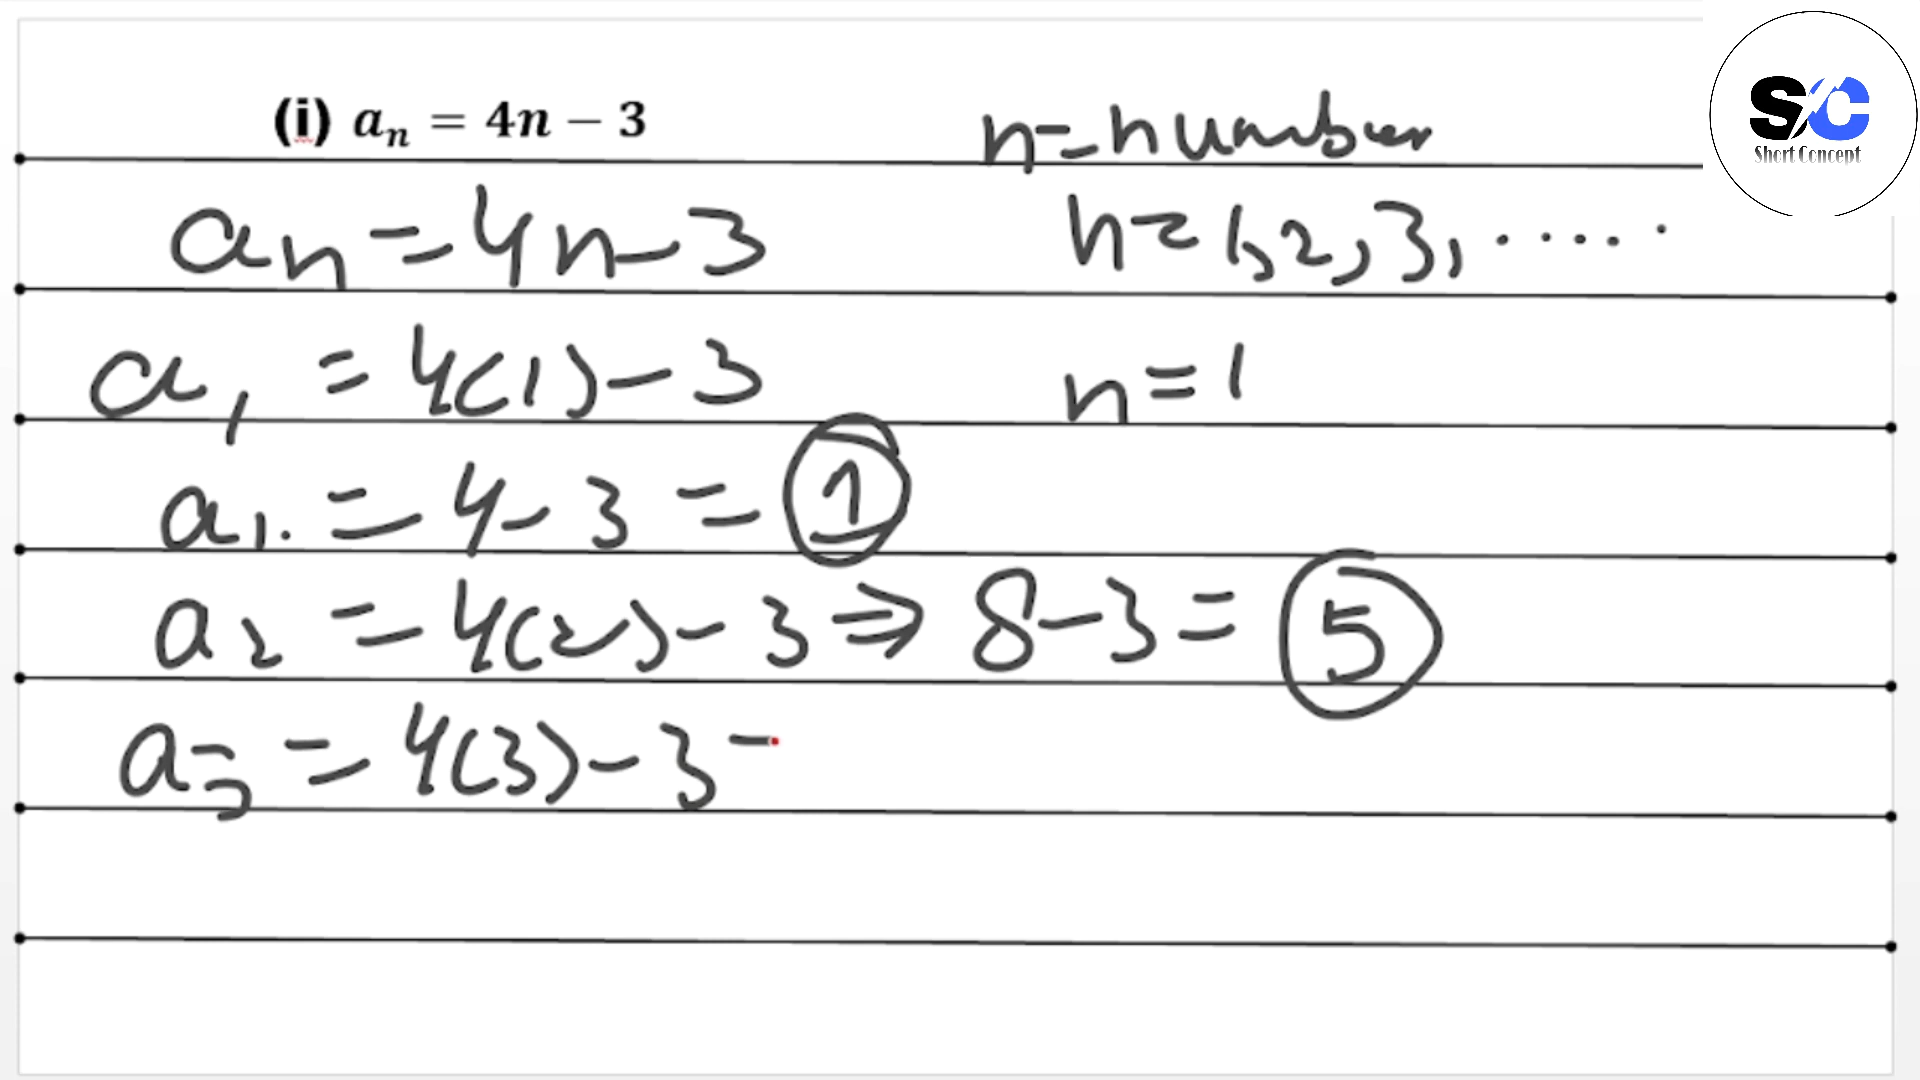 (i) aₙ = 4n − 3
n = number
SC
Short Concept
aₙ = 4n − 3
n = 1, 2, 3, .....
a₁ = 4(1) − 3
n = 1
a₁. = 4 − 3 = 1
a₂ = 4(2) − 3 ⇒ 8 − 3 = 5
a₃ = 4(3) − 3 −